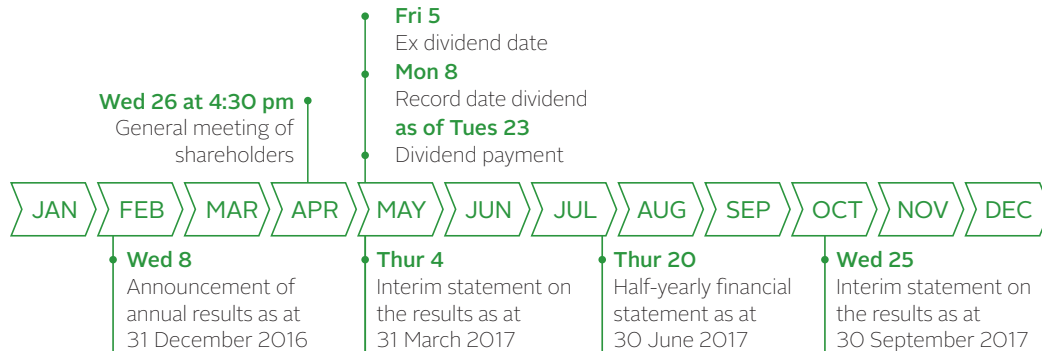 Fri 5
Ex dividend date
Mon 8
Record date dividend
as of Tues 23
Dividend payment
Wed 26 at 4:30 pm
General meeting of
shareholders
JAN FEB MAR APR MAY JUN JUL AUG SEP OCT NOV DEC
Wed 8
Announcement of
annual results as at
31 December 2016
Thur 4
Interim statement on
the results as at
31 March 2017
Thur 20
Half-yearly financial
statement as at
30 June 2017
Wed 25
Interim statement on
the results as at
30 September 2017